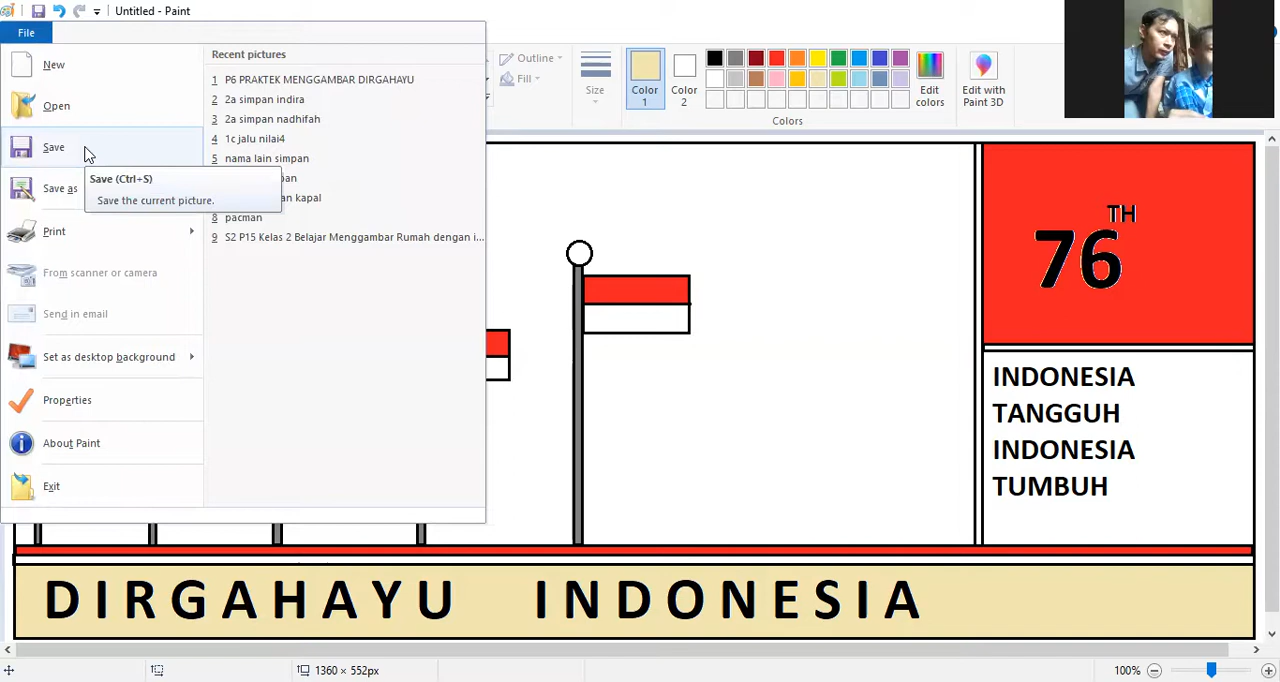 Untitled - Paint
File
New
Open
Save
Save as
Print
From scanner or camera
Send in email
Set as desktop background
Properties
About Paint
Exit
Save (Ctrl+S)
Save the current picture.
Recent pictures
1 P6 PRAKTEK MENGGAMBAR DIRGAHAYU
2 2a simpan indira
3 2a simpan nadhifah
4 1c jalu nilai4
5 nama lain simpan
8 pacman
9 S2 P15 Kelas 2 Belajar Menggambar Rumah dengan i...
Outline
Fill
Size
Color 1
Color 2
Edit colors
Edit with Paint 3D
Colors
76TH
INDONESIA
TANGGUH
INDONESIA
TUMBUH
DIRGAHAYU INDONESIA
1360 × 552px
100%